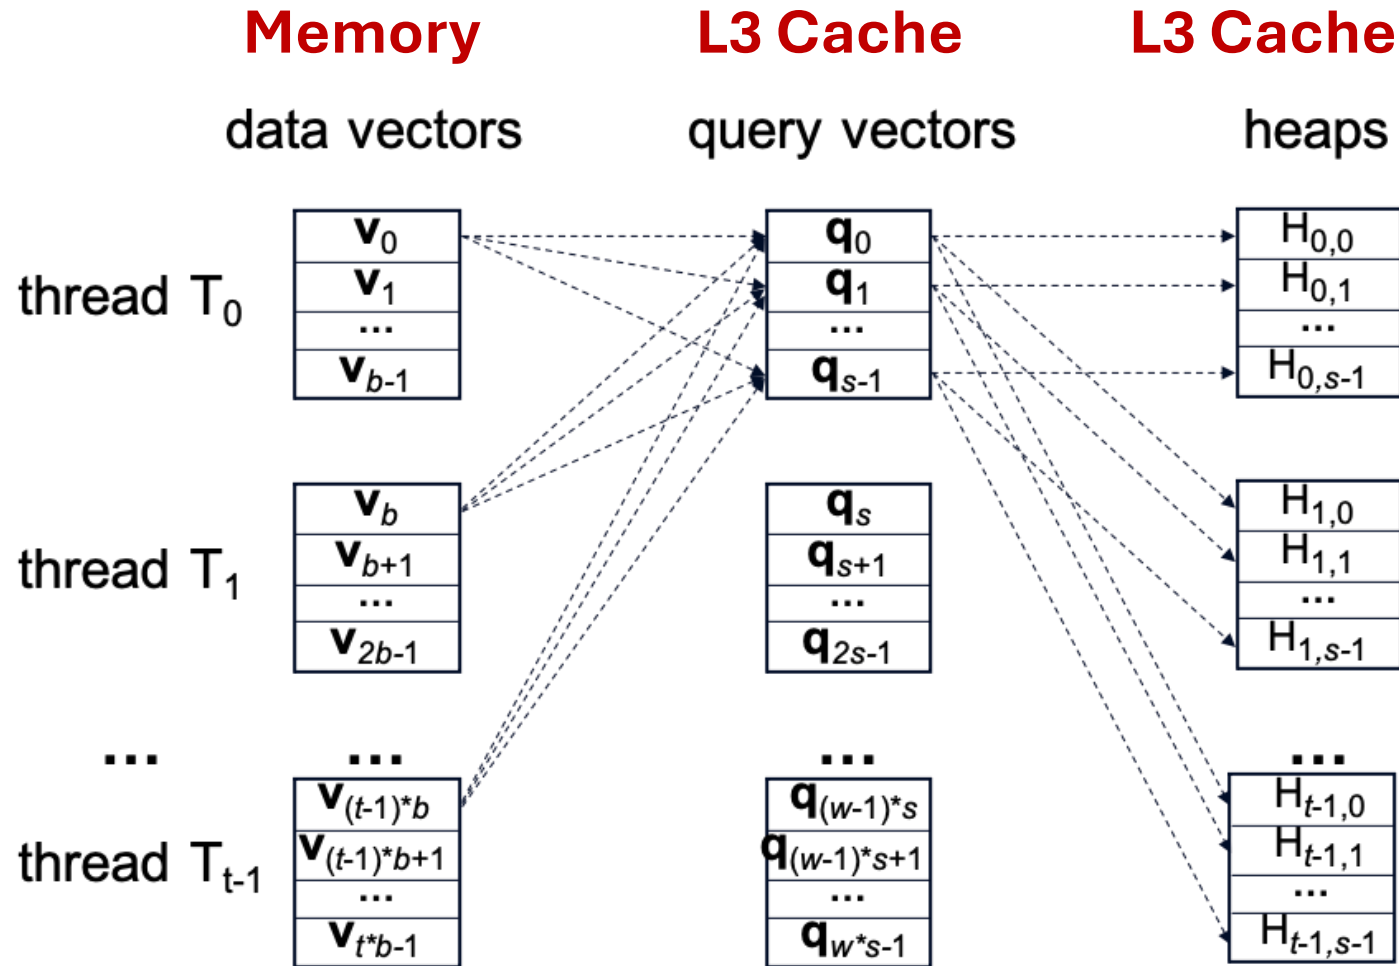 Memory L3 Cache L3 Cache
data vectors query vectors heaps
thread T0
v0
v1
...
vb-1
q0
q1
...
qs-1
H0,0
H0,1
...
H0,s-1
thread T1
vb
vb+1
...
v2b-1
qs
qs+1
...
q2s-1
H1,0
H1,1
...
H1,s-1
... ... ... ...
thread Tt-1
v(t-1)*b
v(t-1)*b+1
...
vt*b-1
q(w-1)*s
q(w-1)*s+1
...
qw*s-1
Ht-1,0
Ht-1,1
...
Ht-1,s-1